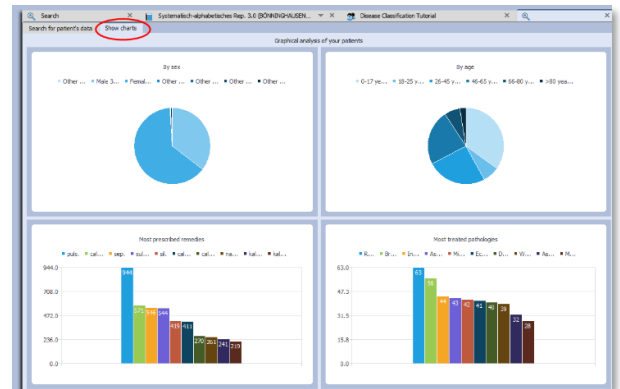 Search
Systematisch-alphabetisches Rep. 3.0 (BÖNNINGHAUSEN...
Disease Classification Tutorial
Search for patient's data
Show charts
Graphical analysis of your patients
By sex
Other ... Male 3... Femal... Other ... Other ... Other ... Other ...
By age
0-17 ye... 18-25 y... 26-45 y... 46-65 y... 66-80 y... >80 yea...
Most prescribed remedies
puls. cal... sep. sul... sil. cal... cal... na... kal... kal...
944.0
708.0
472.0
236.0
0.0
944
571
546
544
419
411
270
261
241
219
Most treated pathologies
R... Br... In... As... Mi... Ec... D... W... Ae... M...
63.0
47.3
31.5
15.8
0.0
63
56
44
43
42
41
40
39
32
28